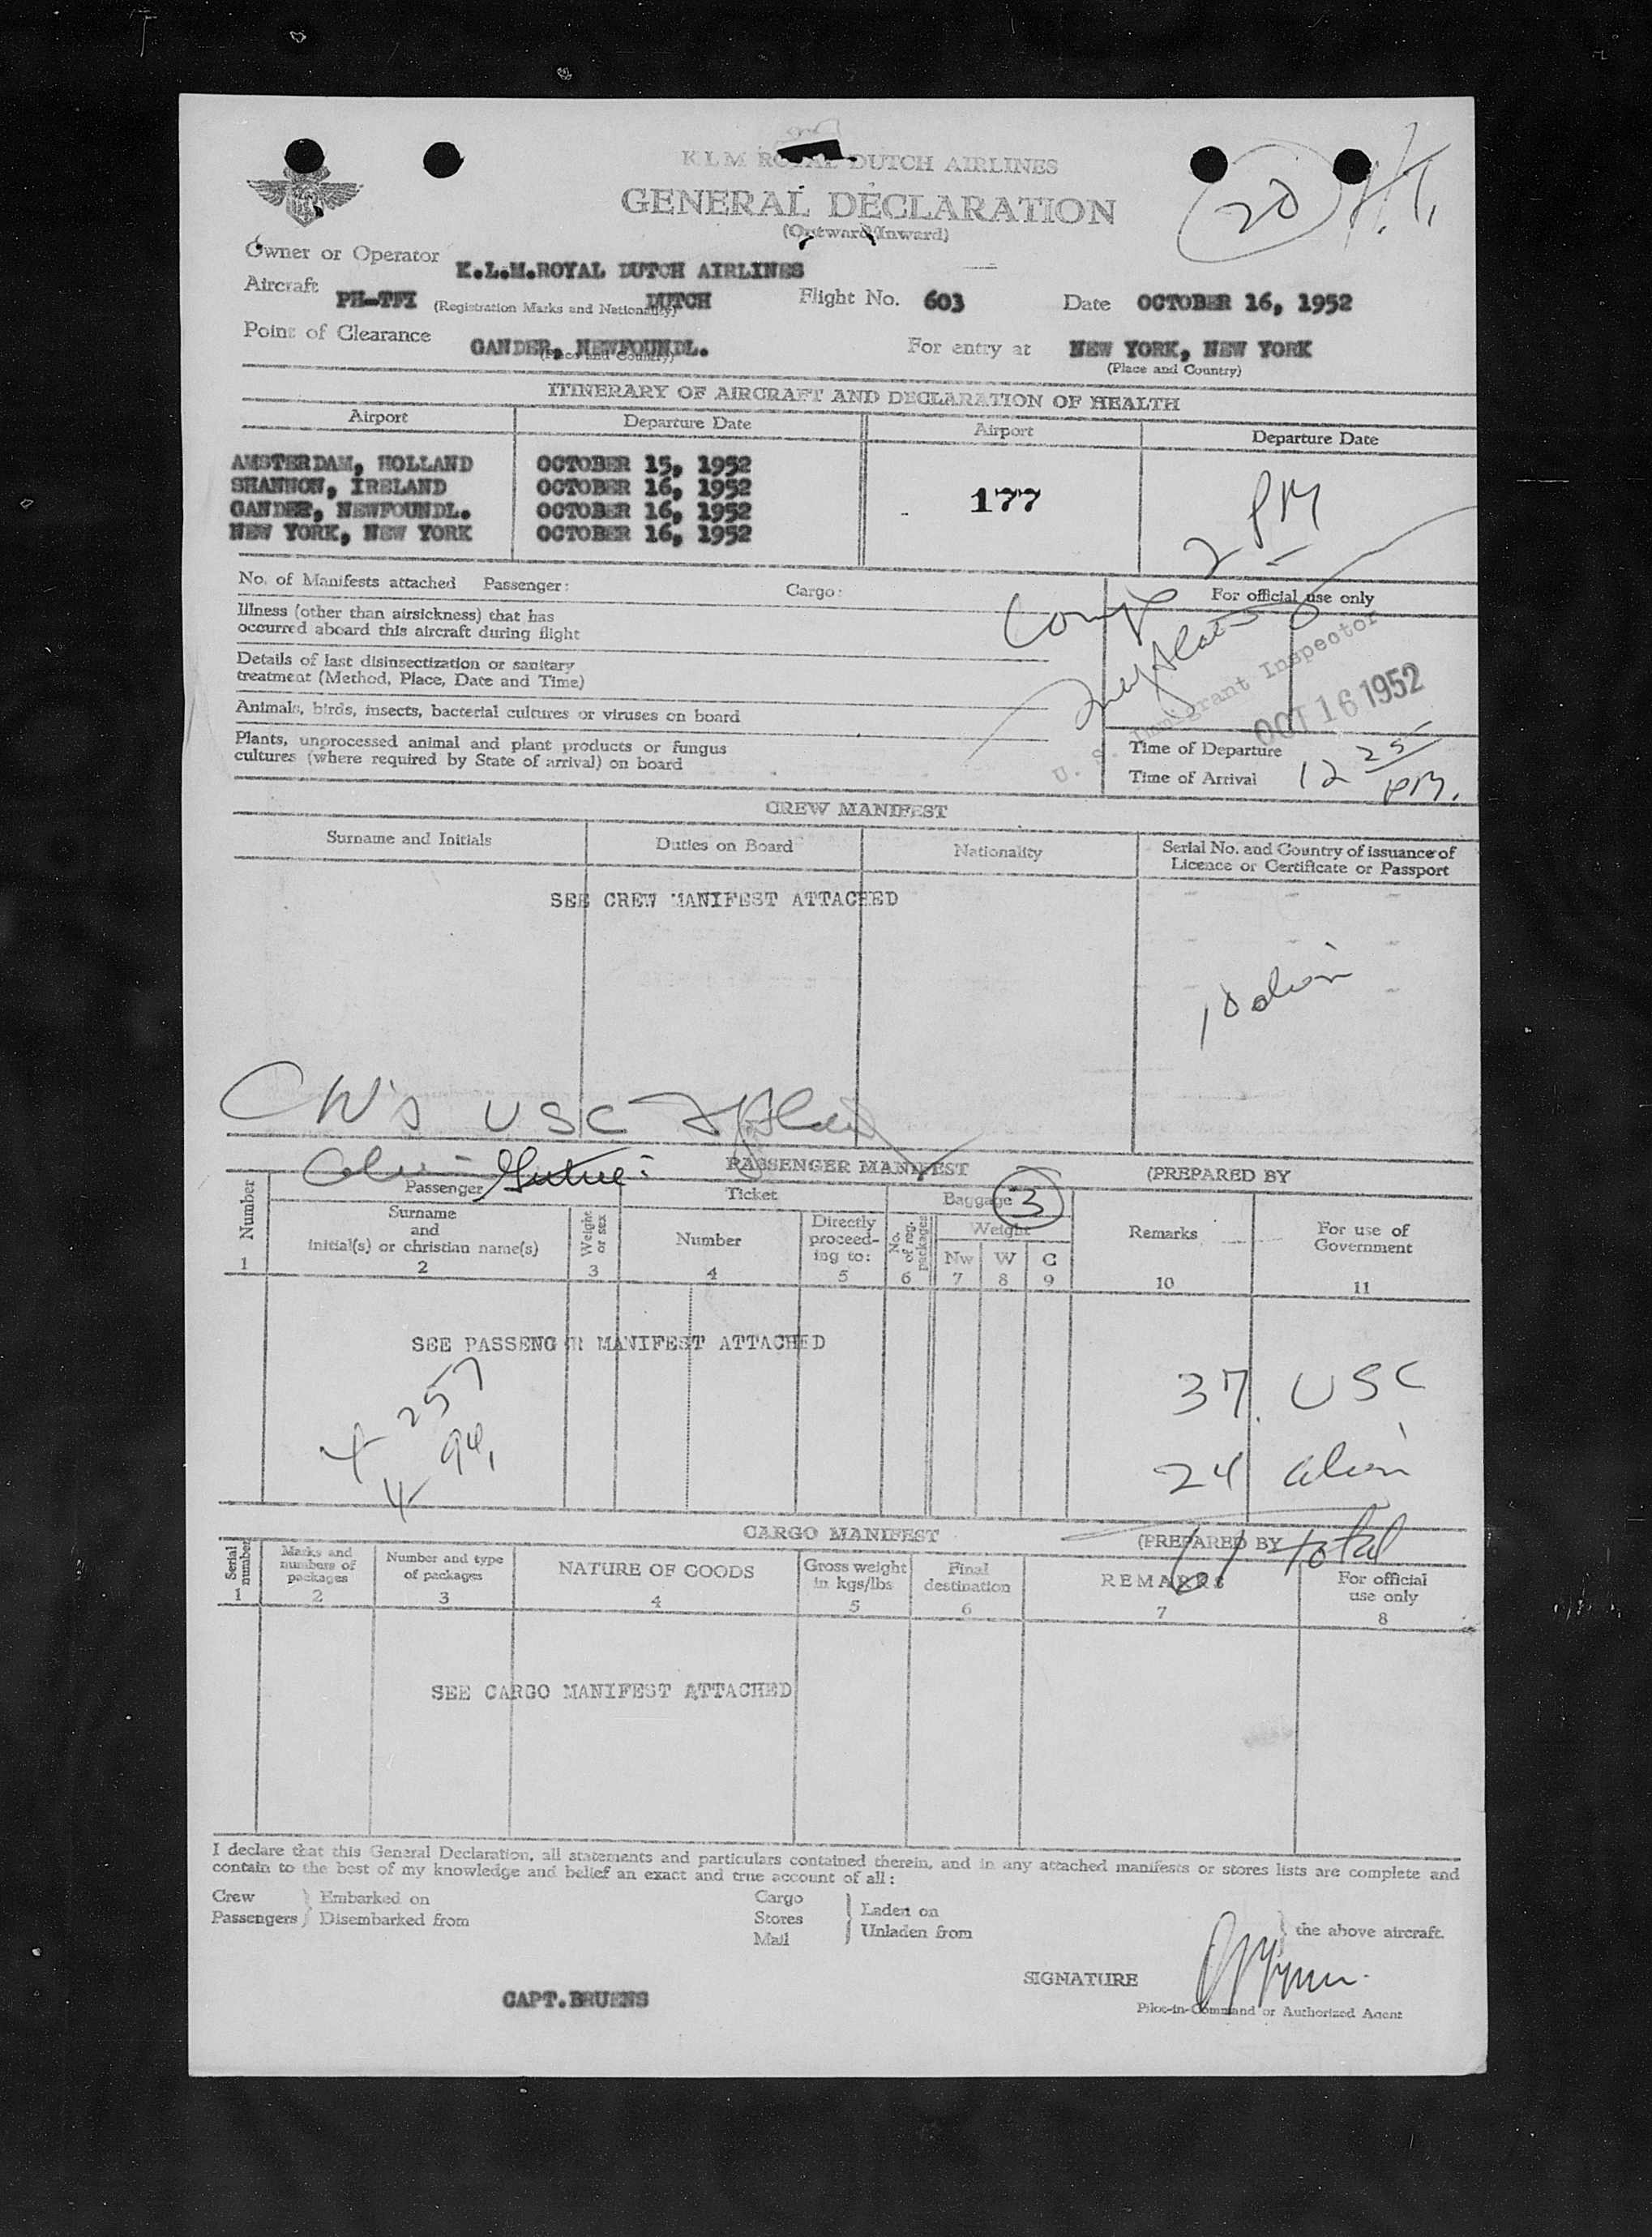 K L M ROYAL DUTCH AIRLINES
GENERAL DECLARATION
(Outward/Inward)
20
Owner or Operator K.L.M.ROYAL DUTCH AIRLINES
Aircraft PH-TFI (Registration Marks and Nationality) DUTCH Flight No. 603 Date OCTOBER 16, 1952
Point of Clearance GANDER, NEWFOUNDL. (Place and Country) For entry at NEW YORK, NEW YORK
(Place and Country)
ITINERARY OF AIRCRAFT AND DECLARATION OF HEALTH
Airport Departure Date Airport Departure Date
AMSTERDAM, HOLLAND OCTOBER 15, 1952
SHANNON, IRELAND OCTOBER 16, 1952
GANDER, NEWFOUNDL. OCTOBER 16, 1952
NEW YORK, NEW YORK OCTOBER 16, 1952
177
2 PM
No. of Manifests attached Passenger: Cargo:
For official use only
Illness (other than airsickness) that has
occurred aboard this aircraft during flight
Details of last disinsectization or sanitary
treatment (Method, Place, Date and Time)
Animals, birds, insects, bacterial cultures or viruses on board
Plants, unprocessed animal and plant products or fungus
cultures (where required by State of arrival) on board
U. S. Immigrant Inspector
OCT 16 1952
Time of Departure
Time of Arrival 12 25 PM.
CREW MANIFEST
Surname and Initials Duties on Board Nationality Serial No. and Country of issuance of
Licence or Certificate or Passport
SEE CREW MANIFEST ATTACHED
10 alien
CW's USC
PASSENGER MANIFEST (PREPARED BY
Number Passenger Ticket Baggage 3 Remarks For use of
Government
Surname
and
initial(s) or christian name(s)
Weight or sex Number Directly
proceed-
ing to:
No. of reg. packages Weight
Nw W C
1 2 3 4 5 6 7 8 9 10 11
SEE PASSENGER MANIFEST ATTACHED
257
94
37 USC
24 alien
61 total
CARGO MANIFEST (PREPARED BY
Serial number Marks and
numbers of
packages
Number and type
of packages
NATURE OF GOODS Gross weight
in kgs/lbs
Final
destination
REMARKS For official
use only
1 2 3 4 5 6 7 8
SEE CARGO MANIFEST ATTACHED
I declare that this General Declaration, all statements and particulars contained therein, and in any attached manifests or stores lists are complete and
contain to the best of my knowledge and belief an exact and true account of all:
Crew Embarked on Cargo Laden on
Passengers Disembarked from Stores Unladen from the above aircraft.
Mail
SIGNATURE
CAPT.BRUENS
Pilot-in-Command or Authorized Agent